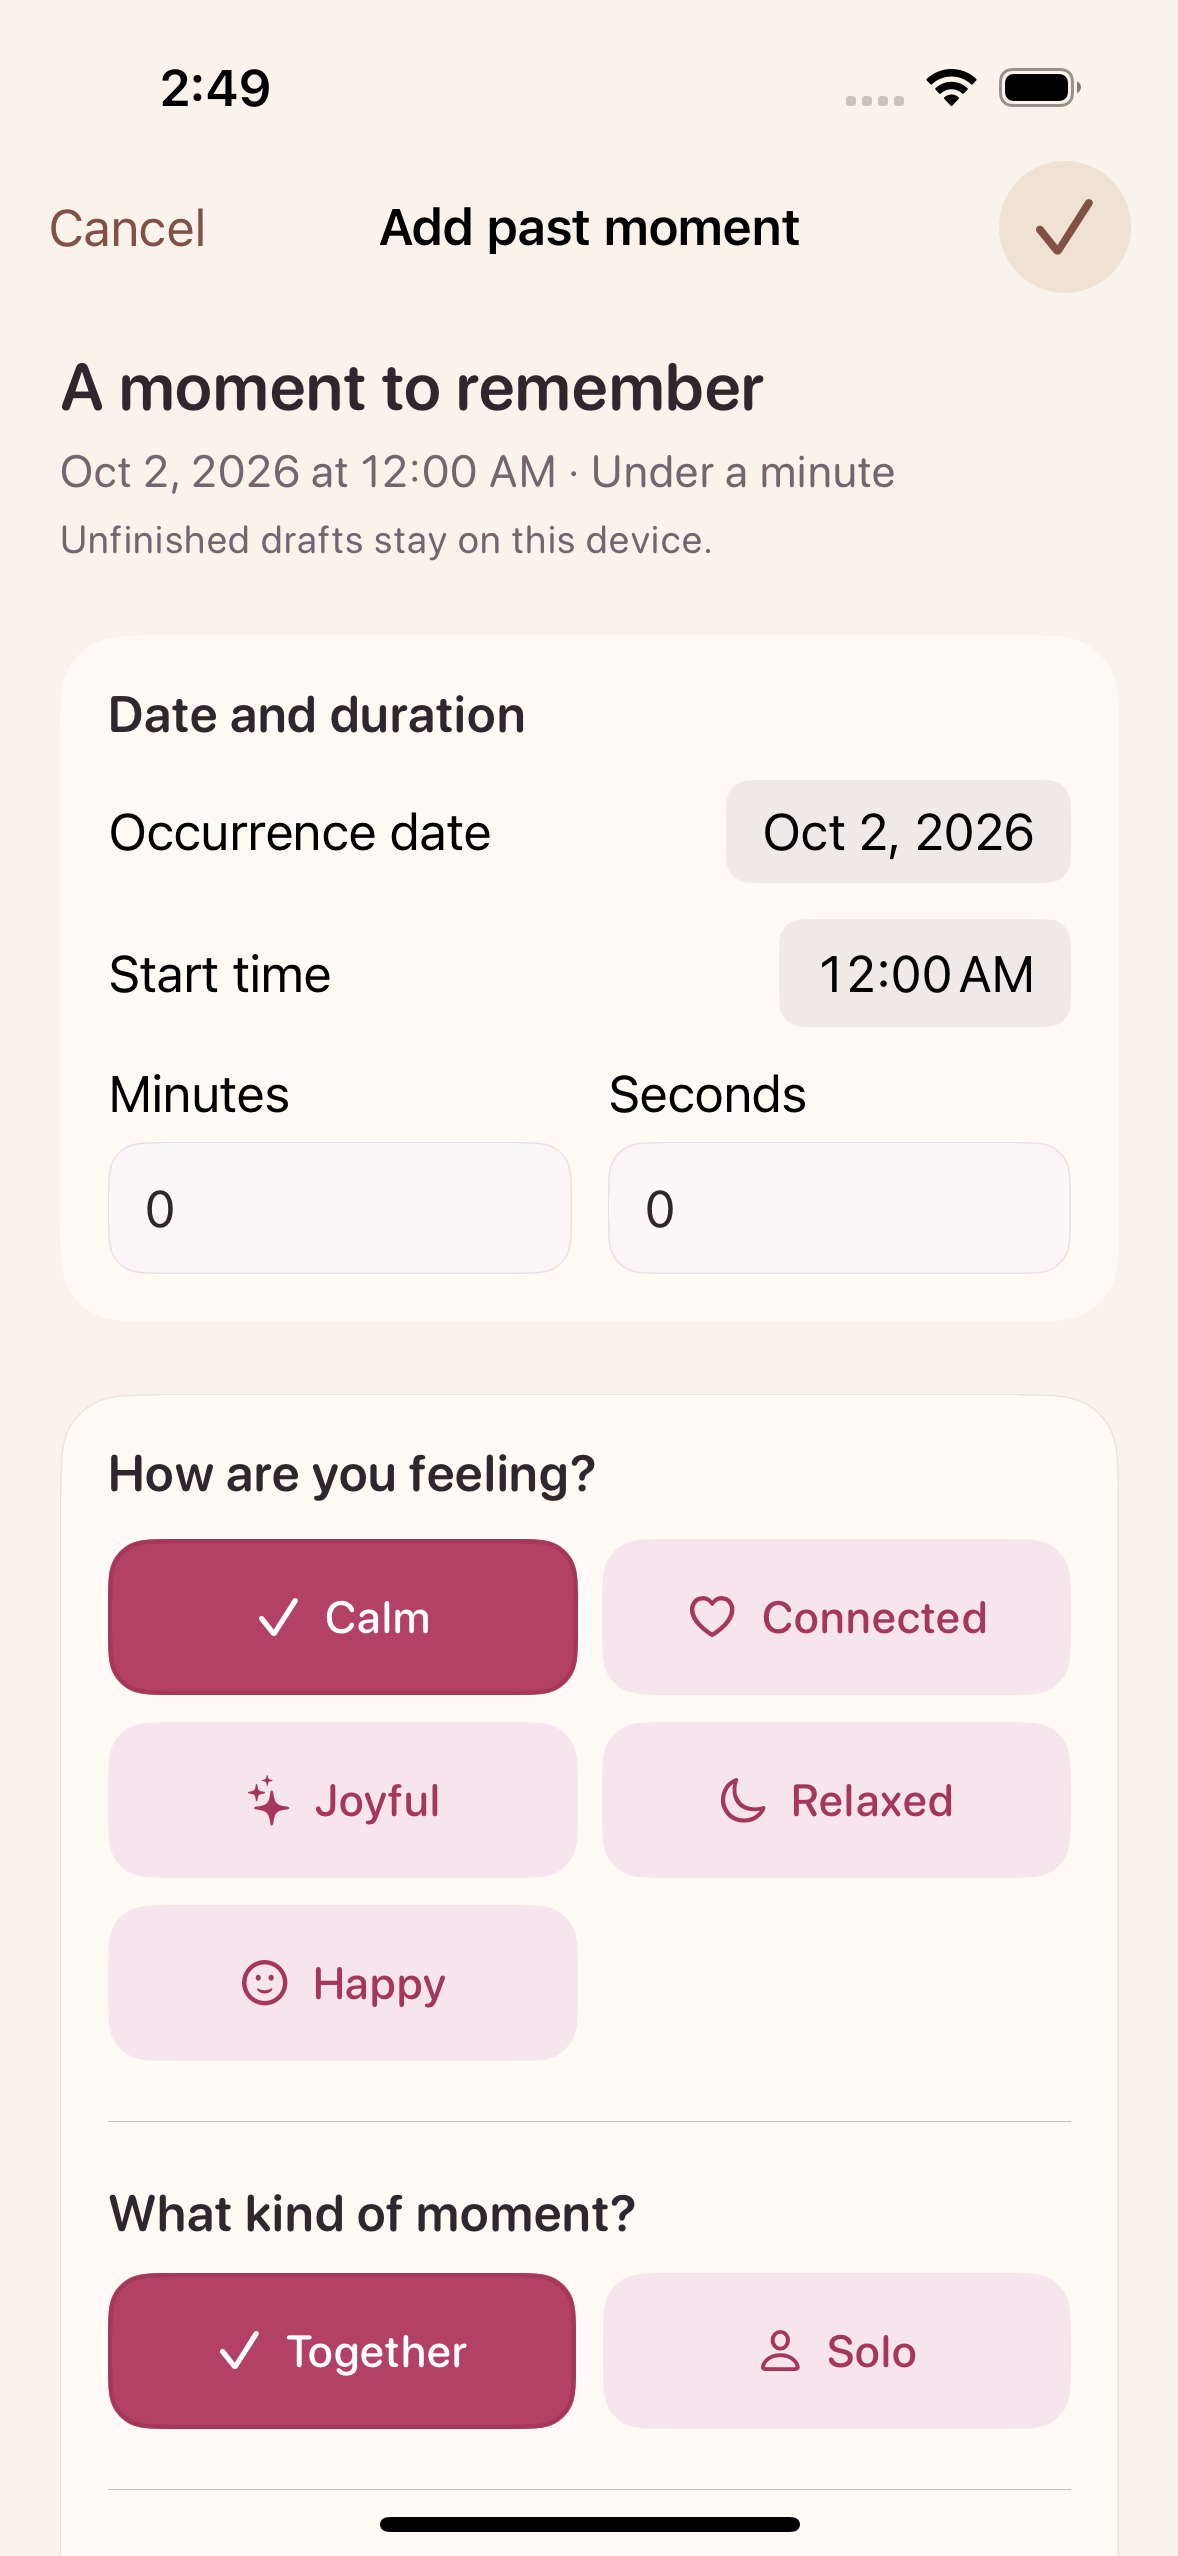 2:49
Cancel
Add past moment
A moment to remember
Oct 2, 2026 at 12:00 AM · Under a minute
Unfinished drafts stay on this device.
Date and duration
Occurrence date
Oct 2, 2026
Start time
12:00 AM
Minutes
Seconds
0
0
How are you feeling?
Calm
Connected
Joyful
Relaxed
Happy
What kind of moment?
Together
Solo